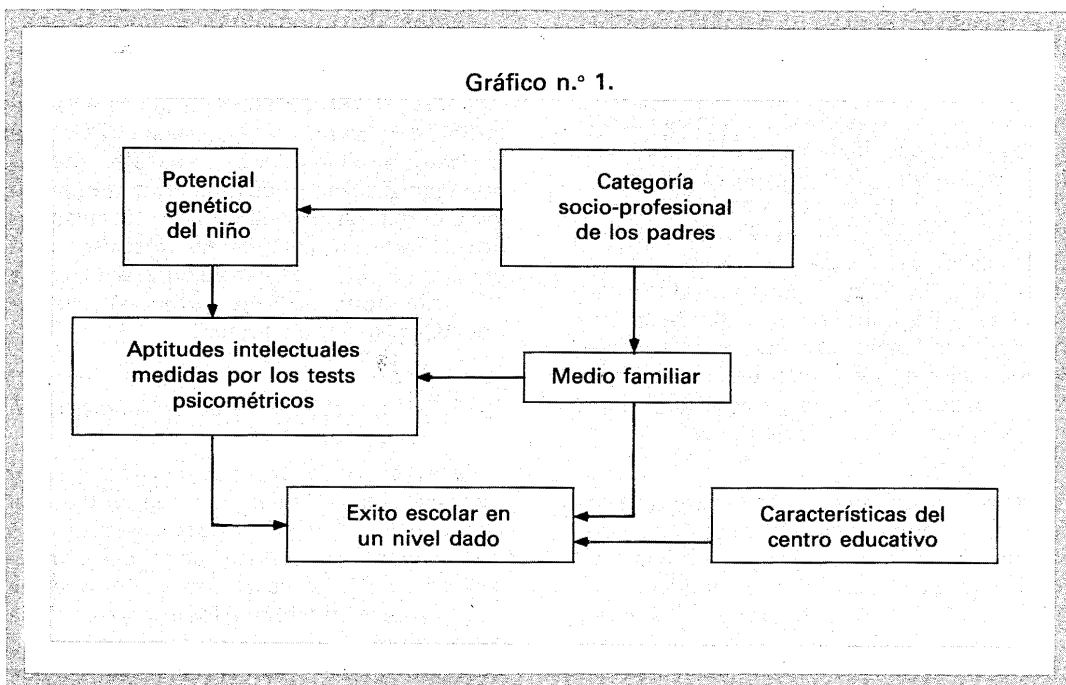 Gráfico n.° 1.
Potencial
genético
del niño
Categoría
socio-profesional
de los padres
Aptitudes intelectuales
medidas por los tests
psicométricos
Medio familiar
Exito escolar en
un nivel dado
Características del
centro educativo